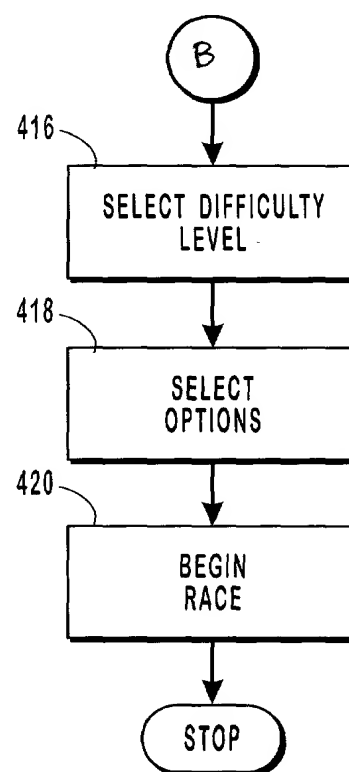 B
416
SELECT DIFFICULTY
LEVEL
418
SELECT
OPTIONS
420
BEGIN
RACE
STOP